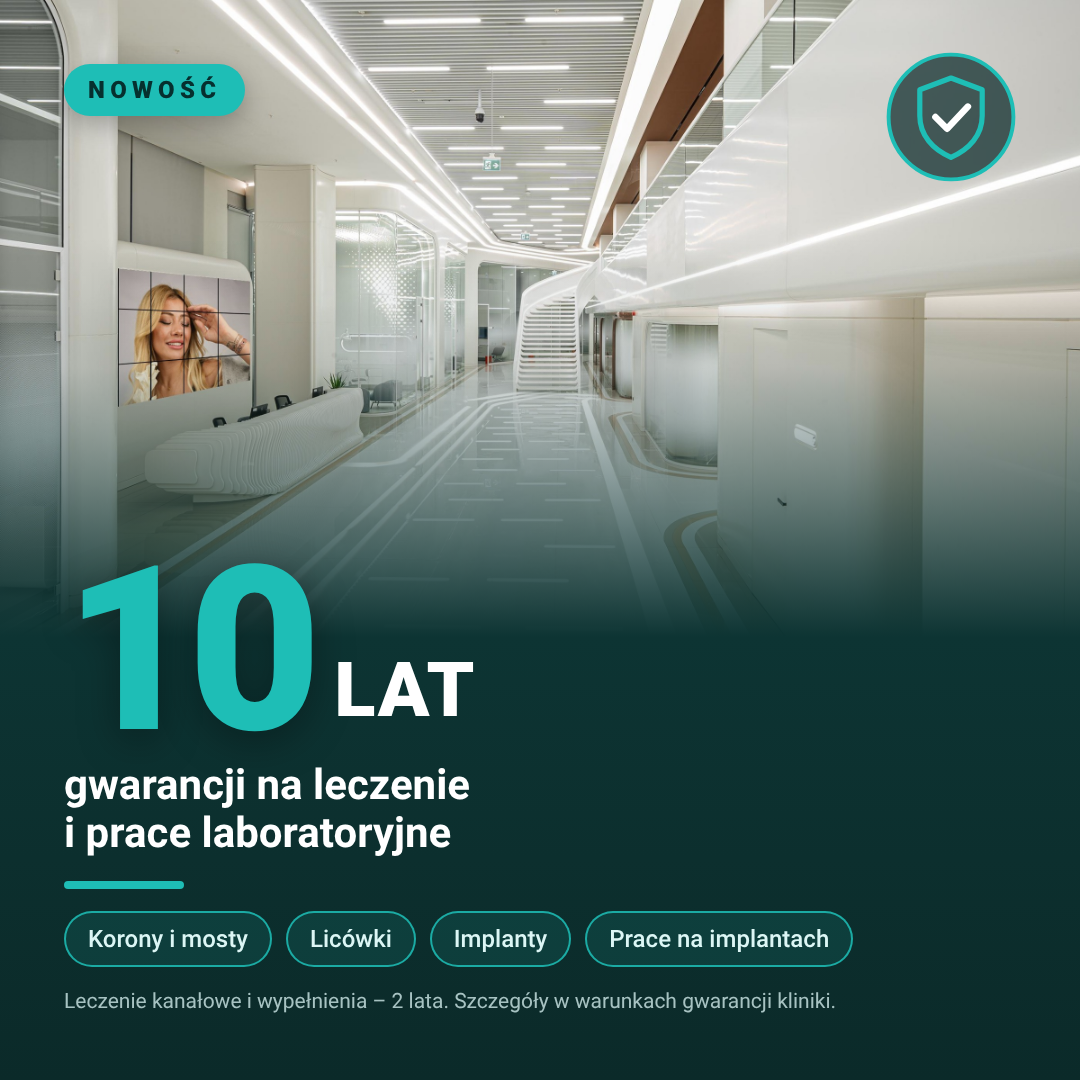 NOWOŚĆ
10 LAT
gwarancji na leczenie
i prace laboratoryjne
Korony i mosty
Licówki
Implanty
Prace na implantach
Leczenie kanałowe i wypełnienia – 2 lata. Szczegóły w warunkach gwarancji kliniki.